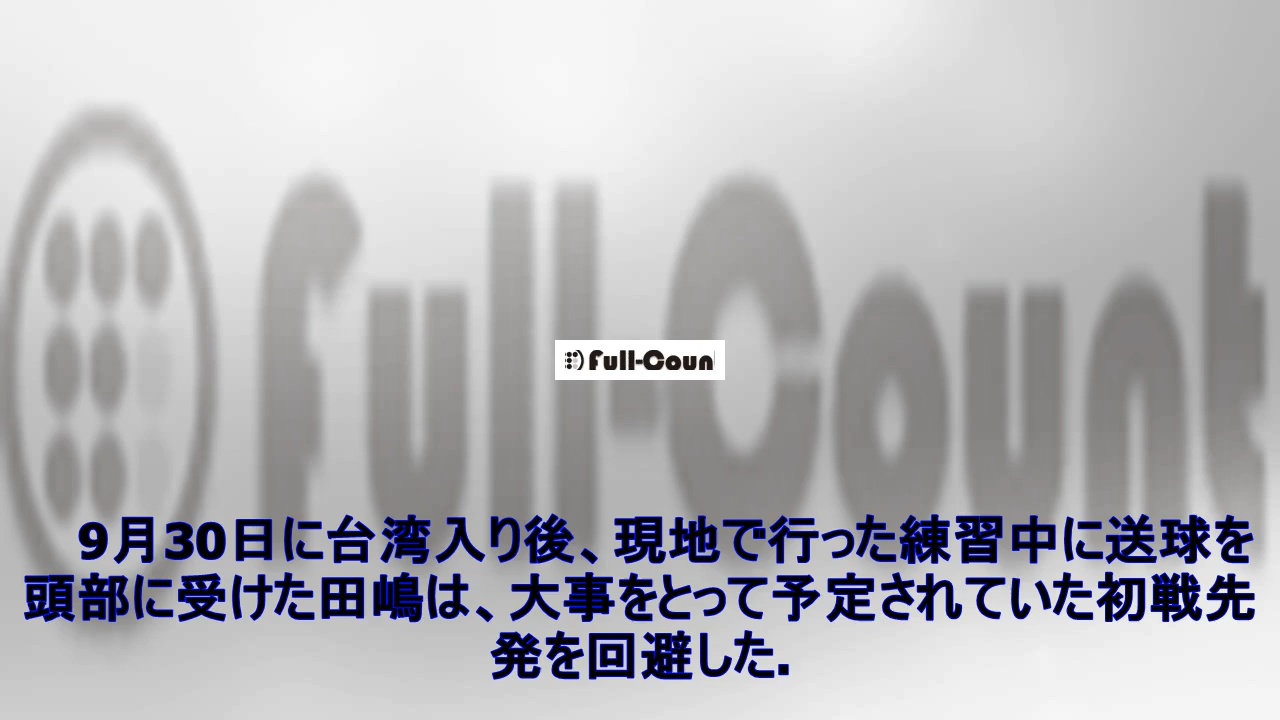 Full-Count
Full-Coun
9月30日に台湾入り後、現地で行った練習中に送球を
頭部に受けた田嶋は、大事をとって予定されていた初戦先
発を回避した.